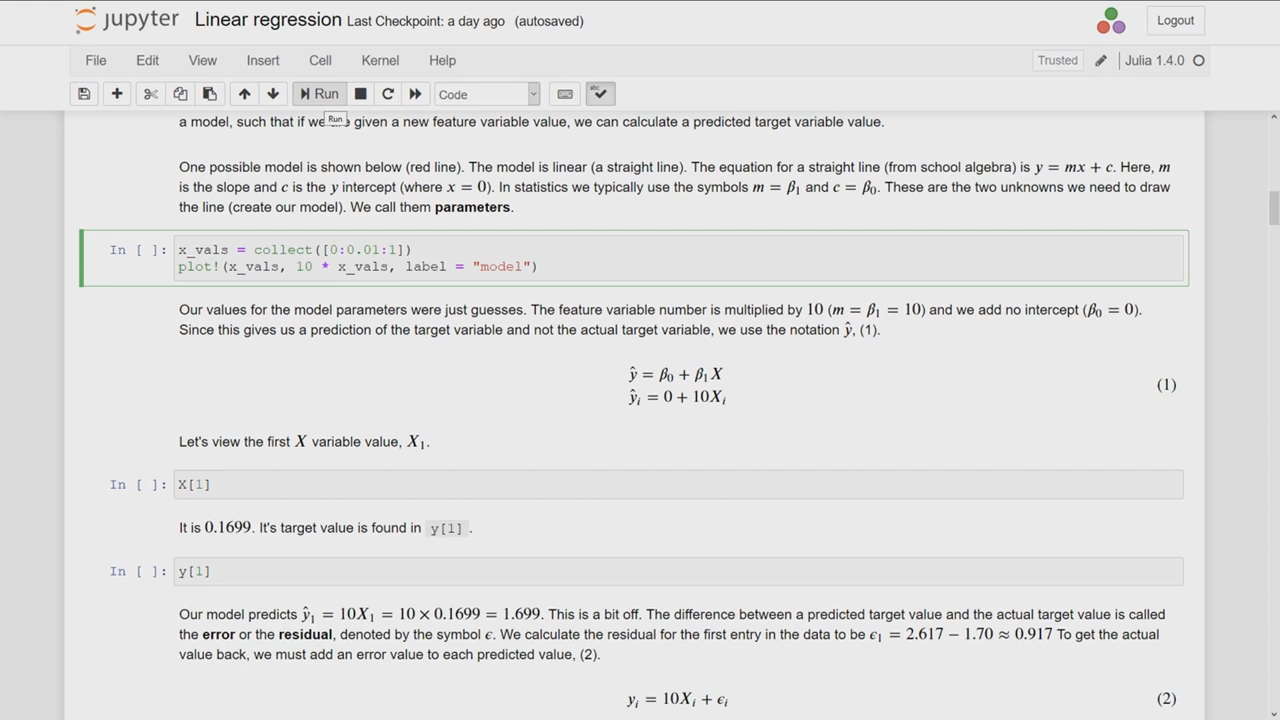 jupyter Linear regression Last Checkpoint: a day ago (autosaved) Logout
File Edit View Insert Cell Kernel Help Trusted Julia 1.4.0
Run Code
abc
Run
a model, such that if we given a new feature variable value, we can calculate a predicted target variable value.
One possible model is shown below (red line). The model is linear (a straight line). The equation for a straight line (from school algebra) is y = mx + c. Here, m
is the slope and c is the y intercept (where x = 0). In statistics we typically use the symbols m = β₁ and c = β₀. These are the two unknowns we need to draw
the line (create our model). We call them parameters.
In [ ]: x_vals = collect([0:0.01:1])
plot!(x_vals, 10 * x_vals, label = "model")
Our values for the model parameters were just guesses. The feature variable number is multiplied by 10 (m = β₁ = 10) and we add no intercept (β₀ = 0).
Since this gives us a prediction of the target variable and not the actual target variable, we use the notation ŷ, (1).
ŷ = β₀ + β₁X
ŷᵢ = 0 + 10Xᵢ
(1)
Let's view the first X variable value, X₁.
In [ ]: X[1]
It is 0.1699. It's target value is found in y[1] .
In [ ]: y[1]
Our model predicts ŷ₁ = 10X₁ = 10 × 0.1699 = 1.699. This is a bit off. The difference between a predicted target value and the actual target value is called
the error or the residual, denoted by the symbol ϵ. We calculate the residual for the first entry in the data to be ϵ₁ = 2.617 − 1.70 ≈ 0.917 To get the actual
value back, we must add an error value to each predicted value, (2).
yᵢ = 10Xᵢ + ϵᵢ (2)